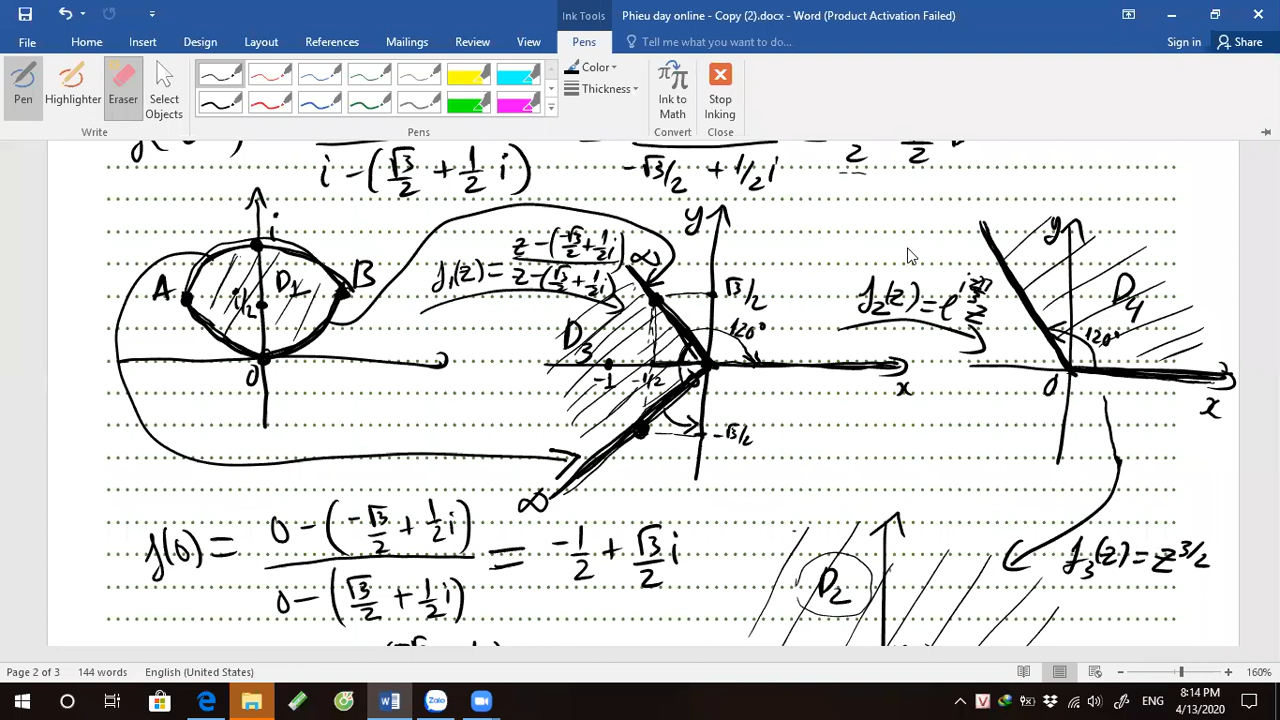 Ink Tools
Phieu day online - Copy (2).docx - Word (Product Activation Failed)
File Home Insert Design Layout References Mailings Review View Pens Tell me what you want to do... Sign in Share
Pen Highlighter Eraser Select Objects
Color
Thickness
Ink to Math
Stop Inking
Write Pens Convert Close
i - (√3/2 + 1/2 i)
-√3/2 + 1/2 i
2
2
i
A
B
D1
i/2
0
f₁(z) = (z - (-√3/2 + 1/2 i)) / (z - (√3/2 + 1/2 i))
∞
y
√3/2
120°
D3
-1
-1/2
x
-√3/2
∞
y
D4
120°
0
x
f(0) = (0 - (-√3/2 + 1/2 i)) / (0 - (√3/2 + 1/2 i)) = -1/2 + √3/2 i
D2
f₃(z) = z^3/2
Page 2 of 3 144 words English (United States) 160%
Zalo
V
ENG
8:14 PM
4/13/2020